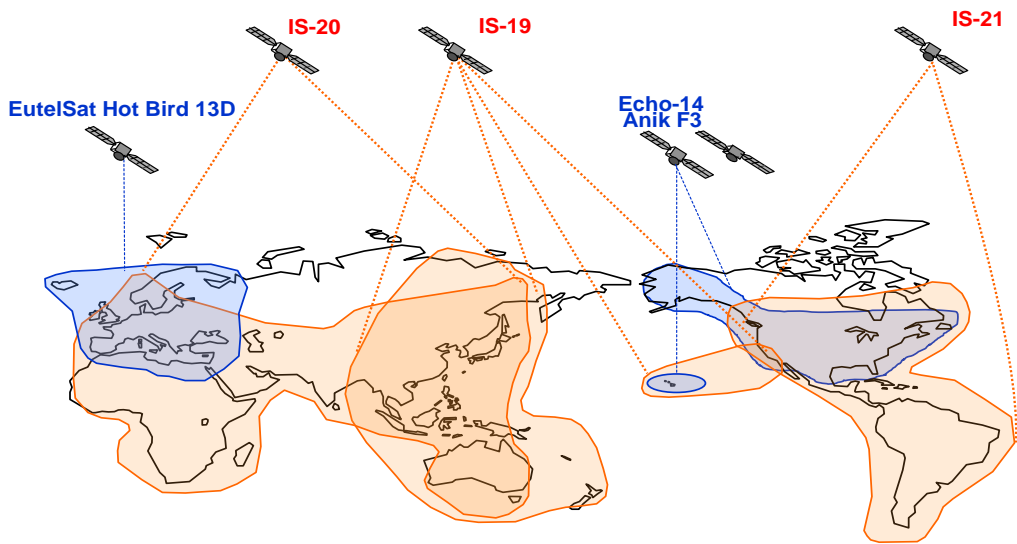 IS-20
IS-19
IS-21
EutelSat Hot Bird 13D
Echo-14
Anik F3